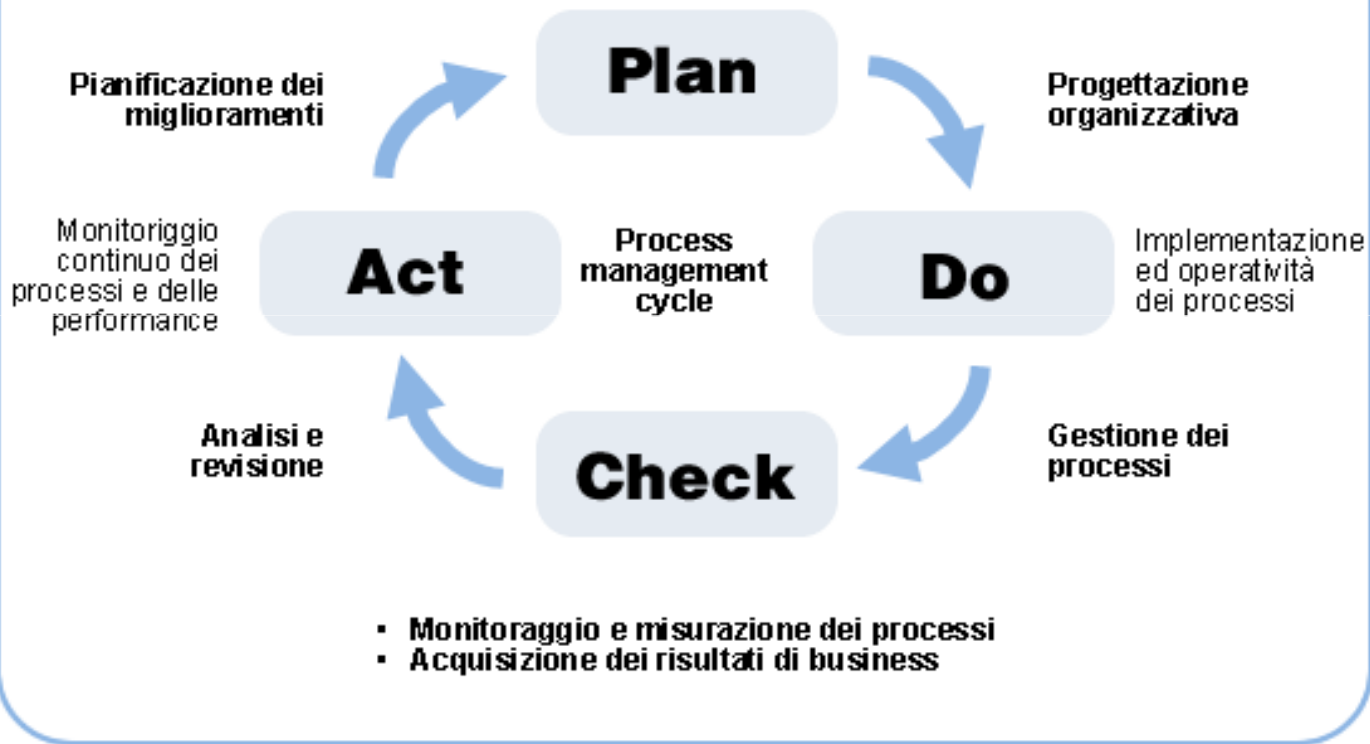 Plan
Pianificazione dei
miglioramenti
Progettazione
organizzativa
Act
Monitoriggio
continuo dei
processi e delle
performance
Process
management
cycle
Do
Implementazione
ed operatività
dei processi
Analisi e
revisione
Check
Gestione dei
processi
▪ Monitoraggio e misurazione dei processi
▪ Acquisizione dei risultati di business